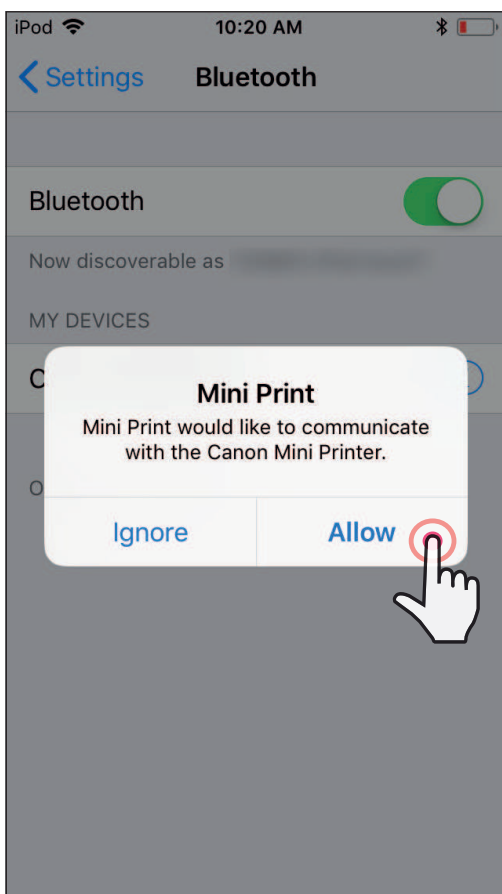 iPod 10:20 AM
Settings Bluetooth
Bluetooth
Now discoverable as
MY DEVICES
C
Mini Print
Mini Print would like to communicate
with the Canon Mini Printer.
O
Ignore Allow